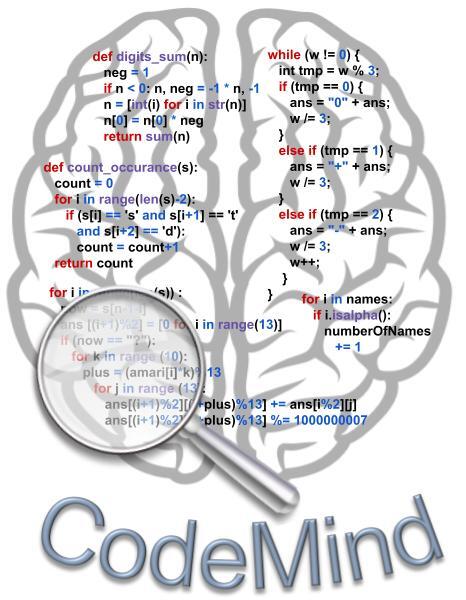 def digits_sum(n):
neg = 1
if n < 0: n, neg = -1 * n, -1
n = [int(i) for i in str(n)]
n[0] = n[0] * neg
return sum(n)
def count_occurance(s):
count = 0
for i in range(len(s)-2):
if (s[i] == 's' and s[i+1] == 't'
and s[i+2] == 'd'):
count = count+1
return count
for i in (s)) :
now = s[n-1-i]
ans [(i+1)%2] = [0 for i in range(13)]
if (now == "?"):
for k in range (10):
plus = (amari[i]*k)% 13
for j in range (13):
ans[(i+1)%2][ +plus)%13] += ans[i%2][j]
ans[(i+1)%2][ +plus)%13] %= 1000000007
while (w != 0) {
int tmp = w % 3;
if (tmp == 0) {
ans = "0" + ans;
w /= 3;
}
else if (tmp == 1) {
ans = "+" + ans;
w /= 3;
}
else if (tmp == 2) {
ans = "-" + ans;
w /= 3;
w++;
}
}
for i in names:
if i.isalpha():
numberOfNames
+= 1
CodeMind